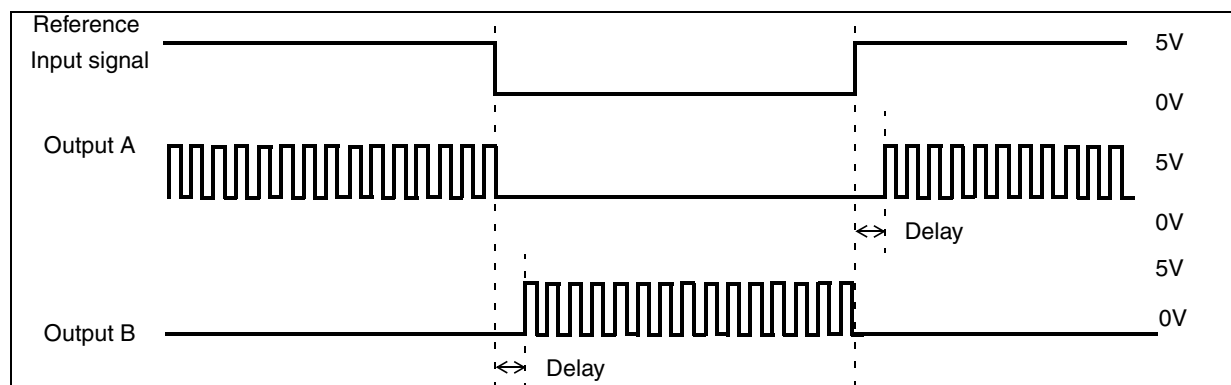 Reference
Input signal
5V
0V
Output A
5V
0V
Delay
5V
Output B
0V
Delay